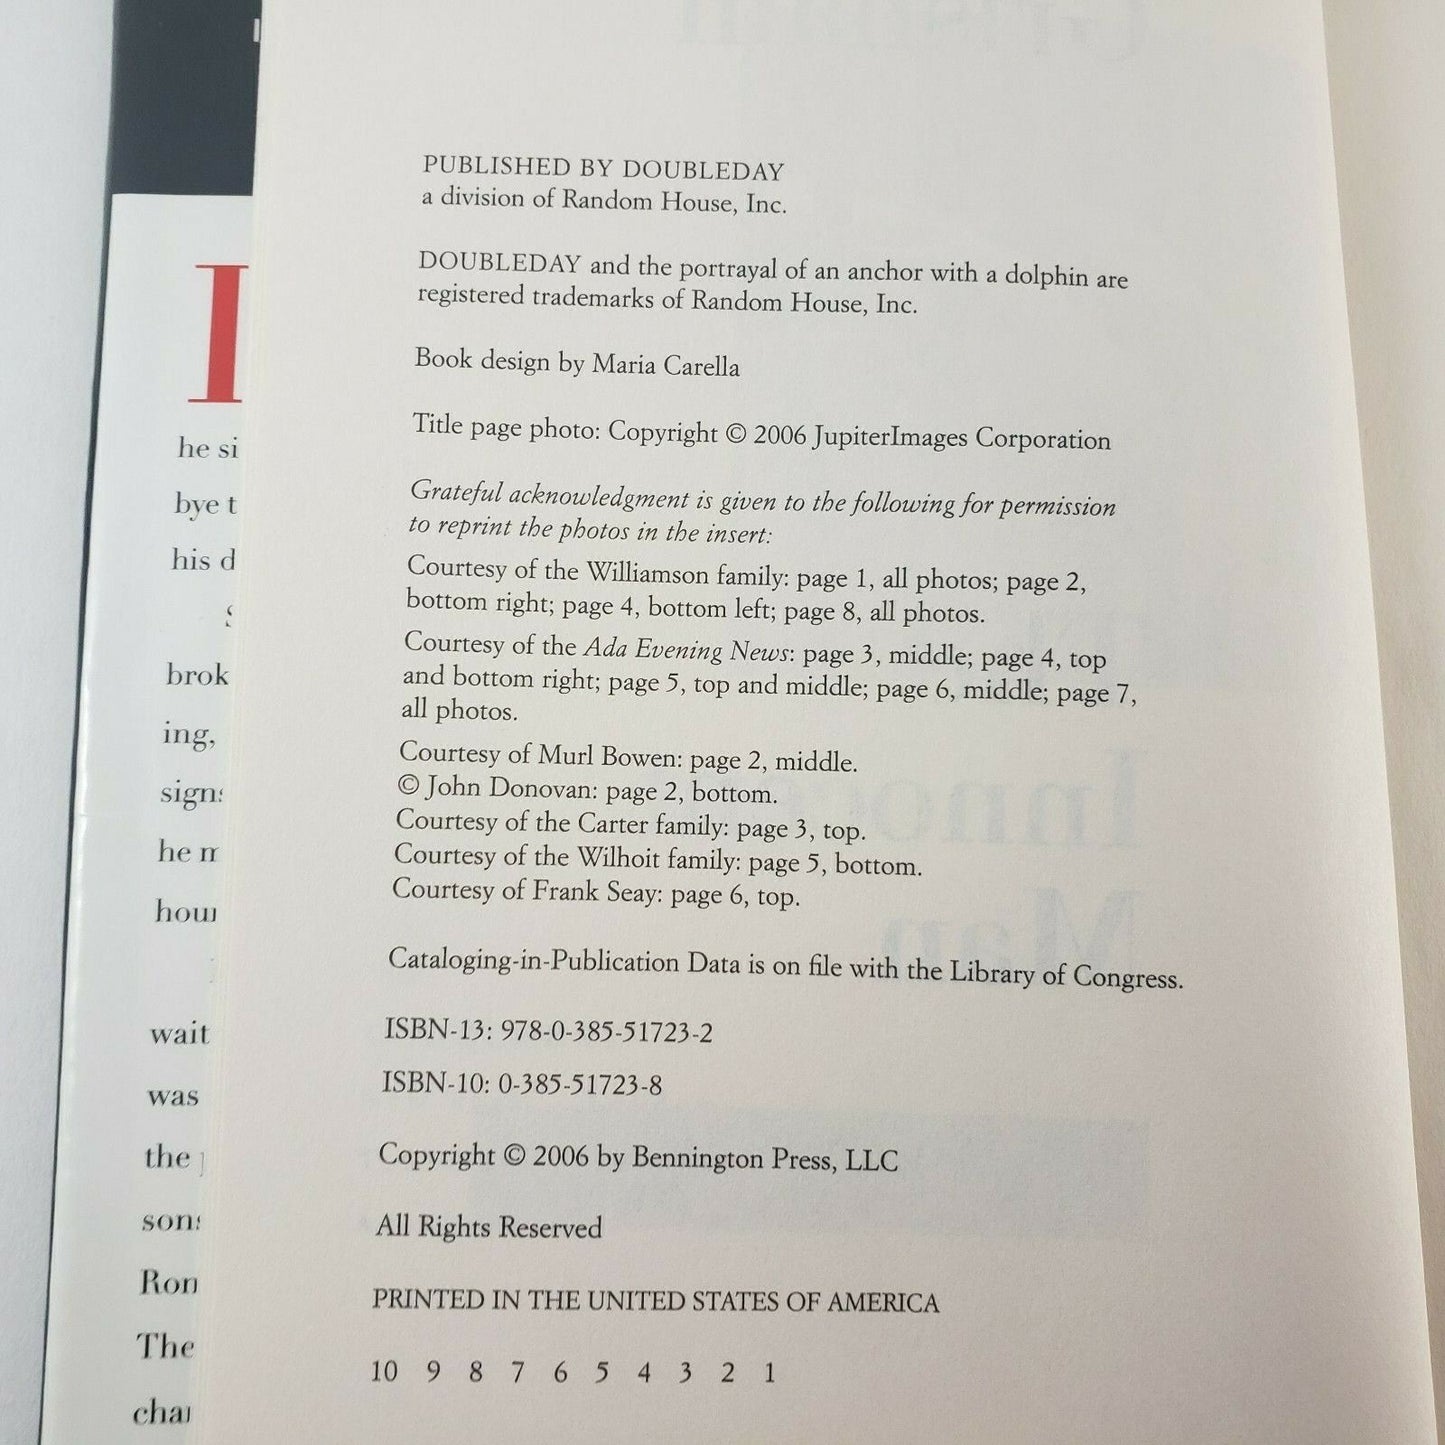 PUBLISHED BY DOUBLEDAY
a division of Random House, Inc.
DOUBLEDAY and the portrayal of an anchor with a dolphin are
registered trademarks of Random House, Inc.
Book design by Maria Carella
Title page photo: Copyright © 2006 JupiterImages Corporation
Grateful acknowledgment is given to the following for permission
to reprint the photos in the insert:
Courtesy of the Williamson family: page 1, all photos; page 2,
bottom right; page 4, bottom left; page 8, all photos.
Courtesy of the Ada Evening News: page 3, middle; page 4, top
and bottom right; page 5, top and middle; page 6, middle; page 7,
all photos.
Courtesy of Murl Bowen: page 2, middle.
© John Donovan: page 2, bottom.
Courtesy of the Carter family: page 3, top.
Courtesy of the Wilhoit family: page 5, bottom.
Courtesy of Frank Seay: page 6, top.
Cataloging-in-Publication Data is on file with the Library of Congress.
ISBN-13: 978-0-385-51723-2
ISBN-10: 0-385-51723-8
Copyright © 2006 by Bennington Press, LLC
All Rights Reserved
PRINTED IN THE UNITED STATES OF AMERICA
10 9 8 7 6 5 4 3 2 1
he si
bye t
his d
brok
ing,
signs
he m
hou
wait
was
the
sons
Ron
The
cha